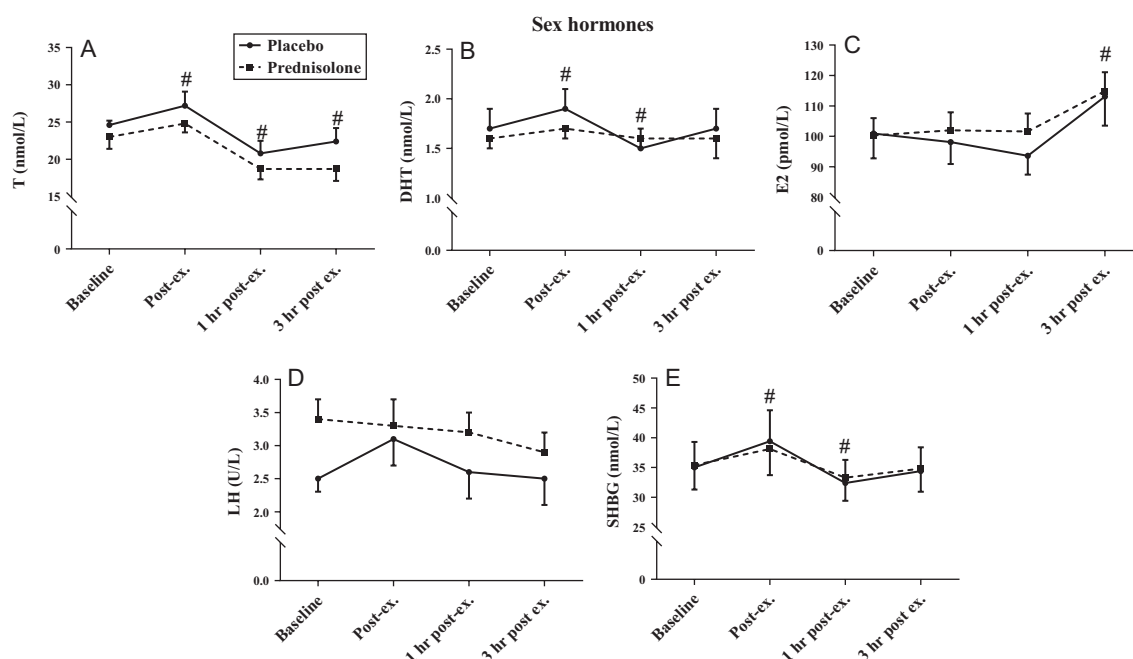 Sex hormones
A
Placebo
Prednisolone
T (nmol/L)
35
30
25
20
15
0
#
#
#
Baseline
Post-ex.
1 hr post-ex.
3 hr post ex.
B
DHT (nmol/L)
2.5
2.0
1.5
1.0
0.0
#
#
Baseline
Post-ex.
1 hr post-ex.
3 hr post ex.
C
E2 (pmol/L)
130
120
110
100
90
80
0
#
Baseline
Post-ex.
1 hr post-ex.
3 hr post ex.
D
LH (U/L)
4.0
3.5
3.0
2.5
2.0
0.0
Baseline
Post-ex.
1 hr post-ex.
3 hr post ex.
E
SHBG (nmol/L)
50
45
40
35
30
25
0
#
#
Baseline
Post-ex.
1 hr post-ex.
3 hr post ex.